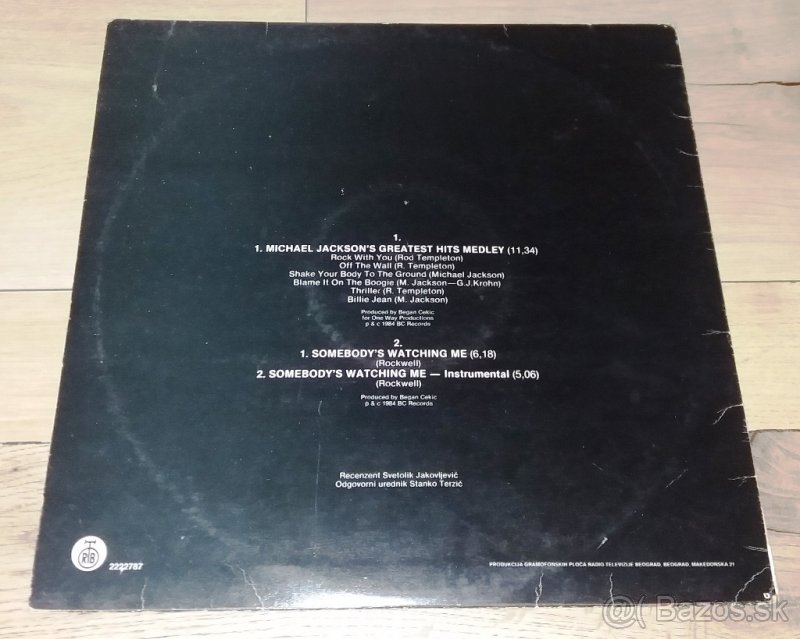 1.
1. MICHAEL JACKSON'S GREATEST HITS MEDLEY (11,34)
Rock With You (Rod Templeton)
Off The Wall (R. Templeton)
Shake Your Body To The Ground (Michael Jackson)
Blame It On The Boogie (M. Jackson—G.J.Krohn)
Thriller (R. Templeton)
Billie Jean (M. Jackson)
Produced by Began Cekic
for One Way Productions
p & c 1984 BC Records
2.
1. SOMEBODY'S WATCHING ME (6,18)
(Rockwell)
2. SOMEBODY'S WATCHING ME — Instrumental (5,06)
(Rockwell)
Produced by Began Cekic
p & c 1984 BC Records
Recenzent Svetolik Jakovljević
Odgovorni urednik Stanko Terzić
RTB
2222787
PRODUKCIJA GRAMOFONSKIH PLOČA RADIO TELEVIZIJE BEOGRAD, BEOGRAD, MAKEDONSKA 21
Bazos.sk